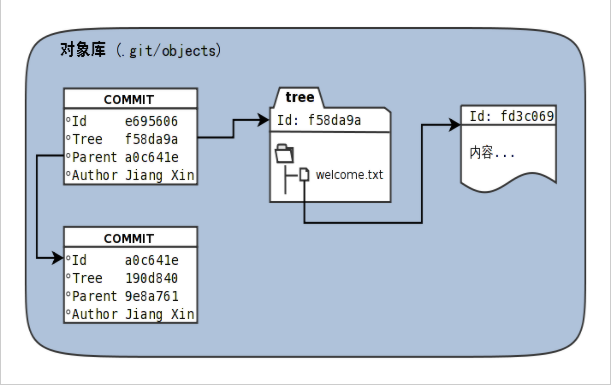 对象库 (.git/objects)
COMMIT
Id e695606
Tree f58da9a
Parent a0c641e
Author Jiang Xin
tree
Id: f58da9a
welcome.txt
Id: fd3c069
内容...
COMMIT
Id a0c641e
Tree 190d840
Parent 9e8a761
Author Jiang Xin